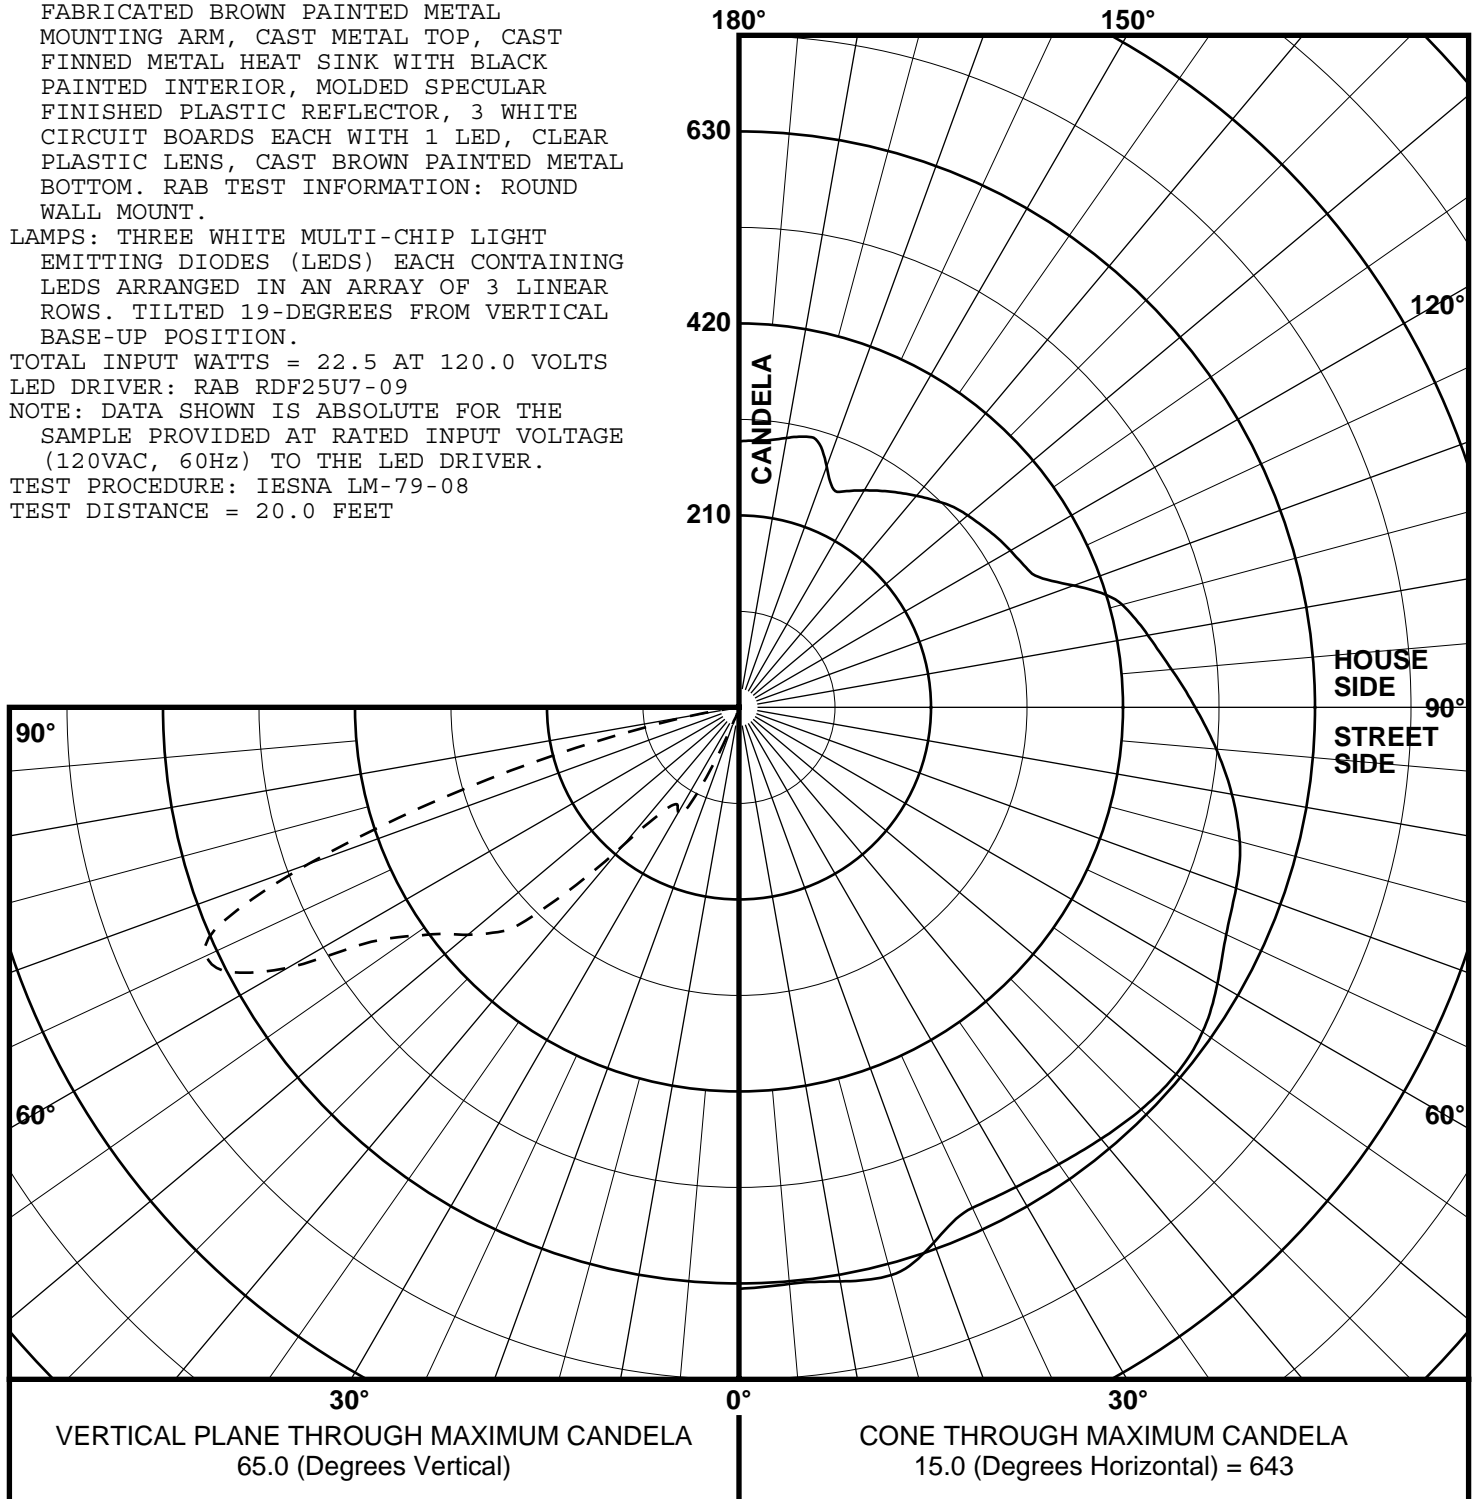 FABRICATED BROWN PAINTED METAL
MOUNTING ARM, CAST METAL TOP, CAST
FINNED METAL HEAT SINK WITH BLACK
PAINTED INTERIOR, MOLDED SPECULAR
FINISHED PLASTIC REFLECTOR, 3 WHITE
CIRCUIT BOARDS EACH WITH 1 LED, CLEAR
PLASTIC LENS, CAST BROWN PAINTED METAL
BOTTOM. RAB TEST INFORMATION: ROUND
WALL MOUNT.
LAMPS: THREE WHITE MULTI-CHIP LIGHT
EMITTING DIODES (LEDS) EACH CONTAINING
LEDS ARRANGED IN AN ARRAY OF 3 LINEAR
ROWS. TILTED 19-DEGREES FROM VERTICAL
BASE-UP POSITION.
TOTAL INPUT WATTS = 22.5 AT 120.0 VOLTS
LED DRIVER: RAB RDF25U7-09
NOTE: DATA SHOWN IS ABSOLUTE FOR THE
SAMPLE PROVIDED AT RATED INPUT VOLTAGE
(120VAC, 60Hz) TO THE LED DRIVER.
TEST PROCEDURE: IESNA LM-79-08
TEST DISTANCE = 20.0 FEET
180°
150°
630
420
210
CANDELA
120°
HOUSE
SIDE
90°
STREET
SIDE
90°
60°
60°
30°
0°
30°
VERTICAL PLANE THROUGH MAXIMUM CANDELA
65.0 (Degrees Vertical)
CONE THROUGH MAXIMUM CANDELA
15.0 (Degrees Horizontal) = 643